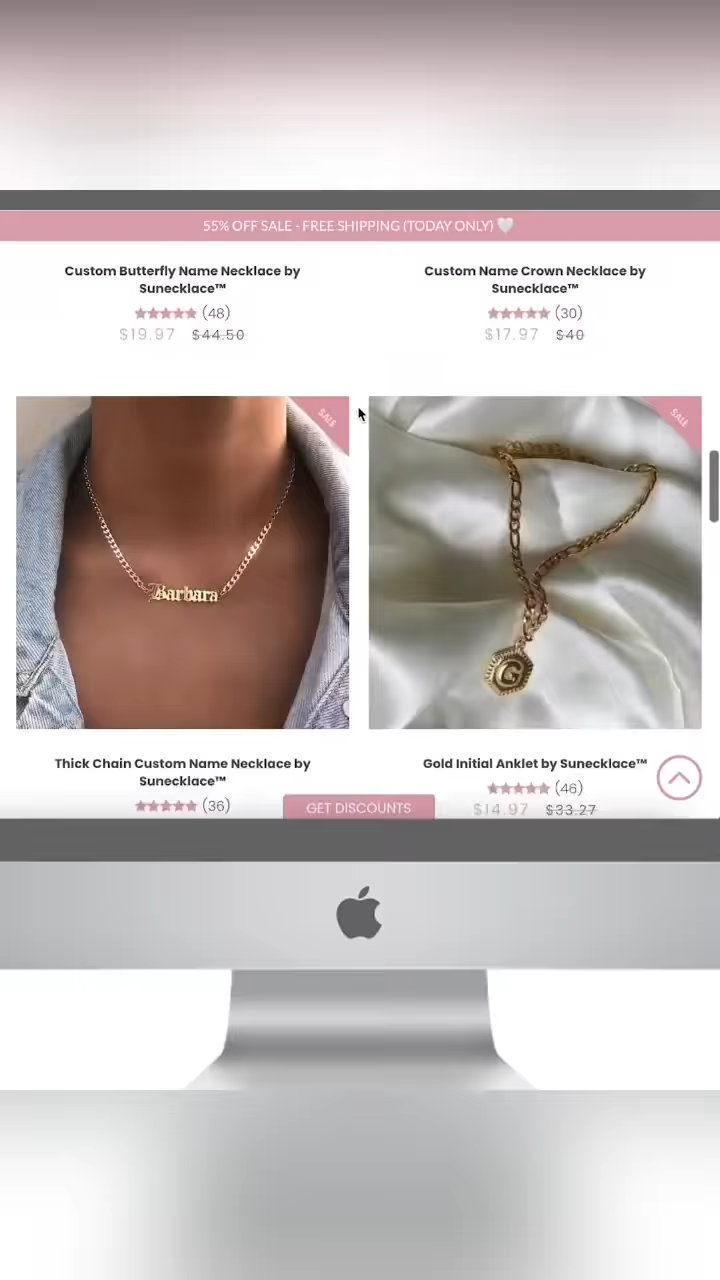 55% OFF SALE - FREE SHIPPING (TODAY ONLY) 🤍
Custom Butterfly Name Necklace by
Sunecklace™
(48)
$19.97 $44.50
Custom Name Crown Necklace by
Sunecklace™
(30)
$17.97 $40
SALE
Barbara
SALE
G
Thick Chain Custom Name Necklace by
Sunecklace™
(36)
Gold Initial Anklet by Sunecklace™
(46)
$14.97 $33.27
GET DISCOUNTS